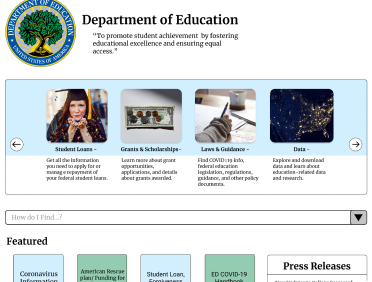 DEPARTMENT OF EDUCATION
UNITED STATES OF AMERICA
Department of Education
"To promote student achievement by fostering
educational excellence and ensuring equal
access."
Student Loans -
Get all the information
you need to apply for or
manage repayment of
your federal student loans.
Grants & Scholarships-
Learn more about grant
opportunities,
applications, and details
about grants awarded.
Laws & Guidance -
Find COVID19 info,
federal education
legislation, regulations,
guidance, and other policy
documents.
Data -
Explore and download
data and learn about
education-related data
and research.
How do I Find...?
Featured
Coronavirus
Information
American Rescue
plan/ Funding for
Student Loan,
Forgiveness
ED COVID-19
Handbook
Press Releases